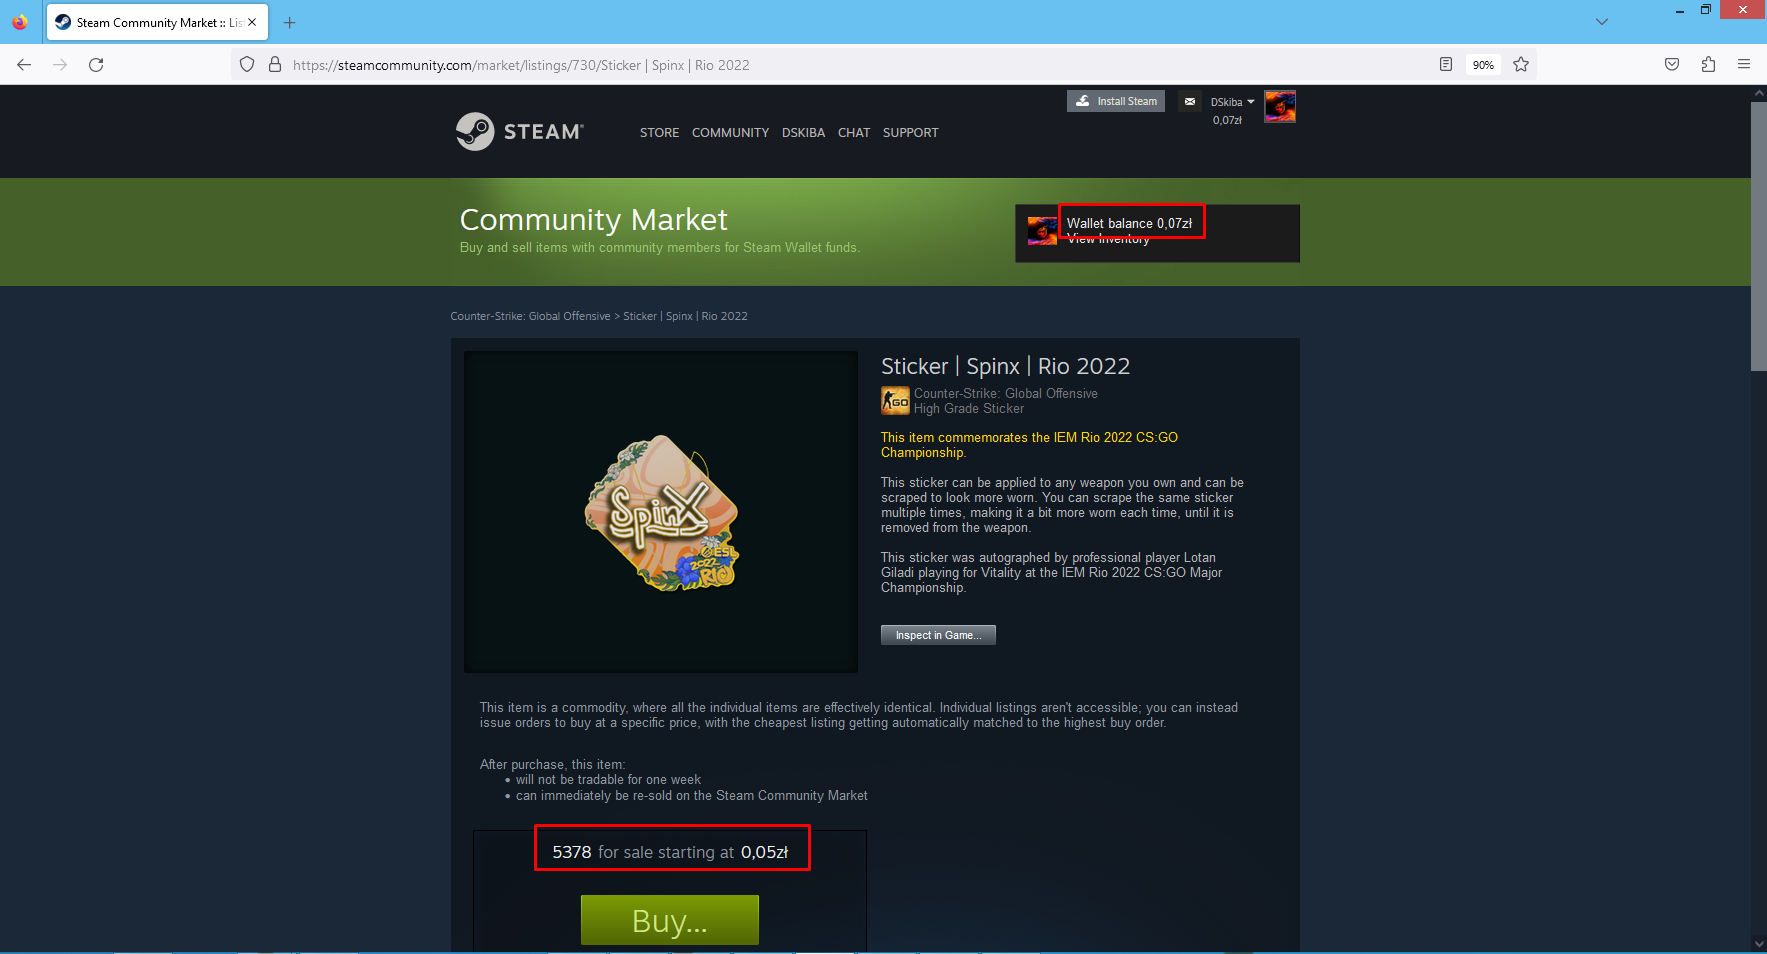 Steam Community Market :: Lis
https://steamcommunity.com/market/listings/730/Sticker | Spinx | Rio 2022
90%
Install Steam
DSkiba
0,07zł
STEAM®
STORE COMMUNITY DSKIBA CHAT SUPPORT
Community Market
Buy and sell items with community members for Steam Wallet funds.
Wallet balance 0,07zł
View Inventory
Counter-Strike: Global Offensive > Sticker | Spinx | Rio 2022
SpinX
ESL
2022
RIO
Sticker | Spinx | Rio 2022
GO
Counter-Strike: Global Offensive
High Grade Sticker
This item commemorates the IEM Rio 2022 CS:GO
Championship.
This sticker can be applied to any weapon you own and can be
scraped to look more worn. You can scrape the same sticker
multiple times, making it a bit more worn each time, until it is
removed from the weapon.
This sticker was autographed by professional player Lotan
Giladi playing for Vitality at the IEM Rio 2022 CS:GO Major
Championship.
Inspect in Game...
This item is a commodity, where all the individual items are effectively identical. Individual listings aren't accessible; you can instead
issue orders to buy at a specific price, with the cheapest listing getting automatically matched to the highest buy order.
After purchase, this item:
• will not be tradable for one week
• can immediately be re-sold on the Steam Community Market
5378 for sale starting at 0,05zł
Buy...